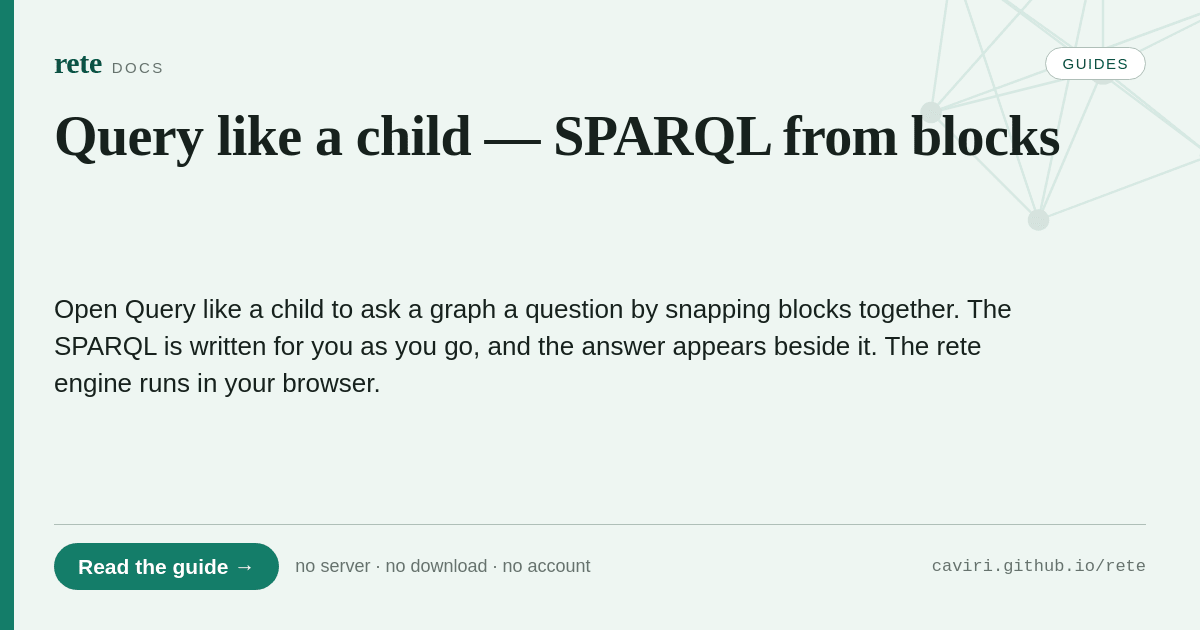 rete DOCS
GUIDES
Query like a child — SPARQL from blocks
Open Query like a child to ask a graph a question by snapping blocks together. The
SPARQL is written for you as you go, and the answer appears beside it. The rete
engine runs in your browser.
Read the guide →
no server · no download · no account
caviri.github.io/rete